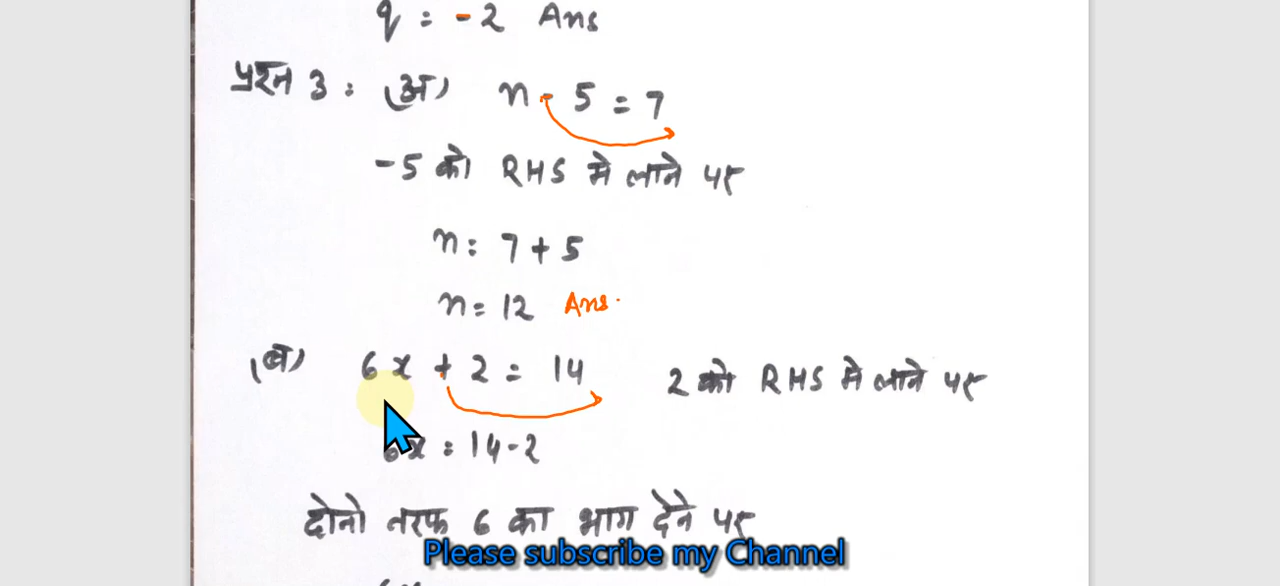 q = -2 Ans
प्रश्न 3 : (अ) n - 5 = 7
-5 को RHS मे लाने पर
n = 7 + 5
n = 12 Ans.
(ब) 6x + 2 = 14 2 को RHS मे लाने पर
6x = 14-2
दोनो तरफ 6 का भाग देने पर
Please subscribe my Channel